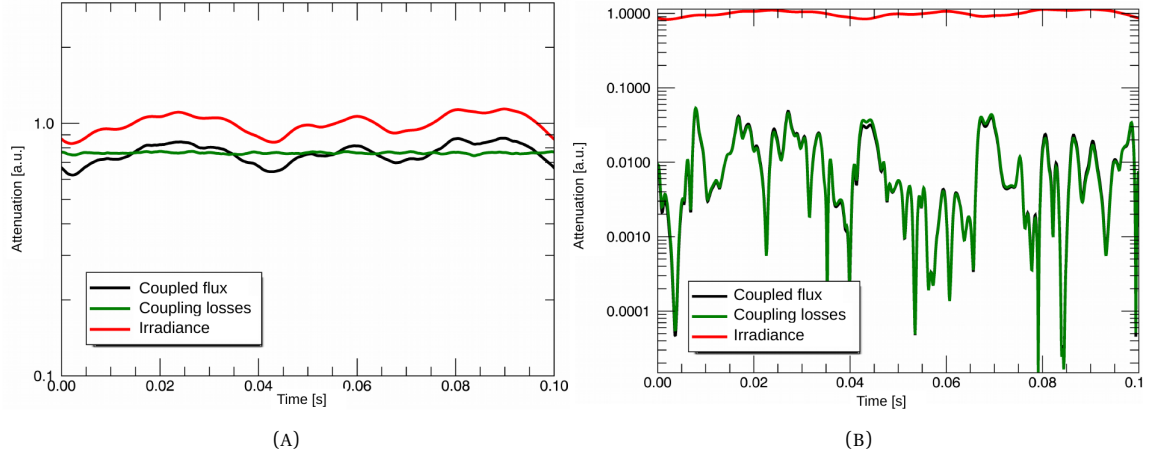 1.0
0.1
0.00
0.02
0.04
0.06
0.08
0.10
Attenuation [a.u.]
Time [s]
Coupled flux
Coupling losses
Irradiance
(A)
1.0000
0.1000
0.0100
0.0010
0.0001
0.00
0.02
0.04
0.06
0.08
0.1
Attenuation [a.u.]
Time [s]
Coupled flux
Coupling losses
Irradiance
(B)